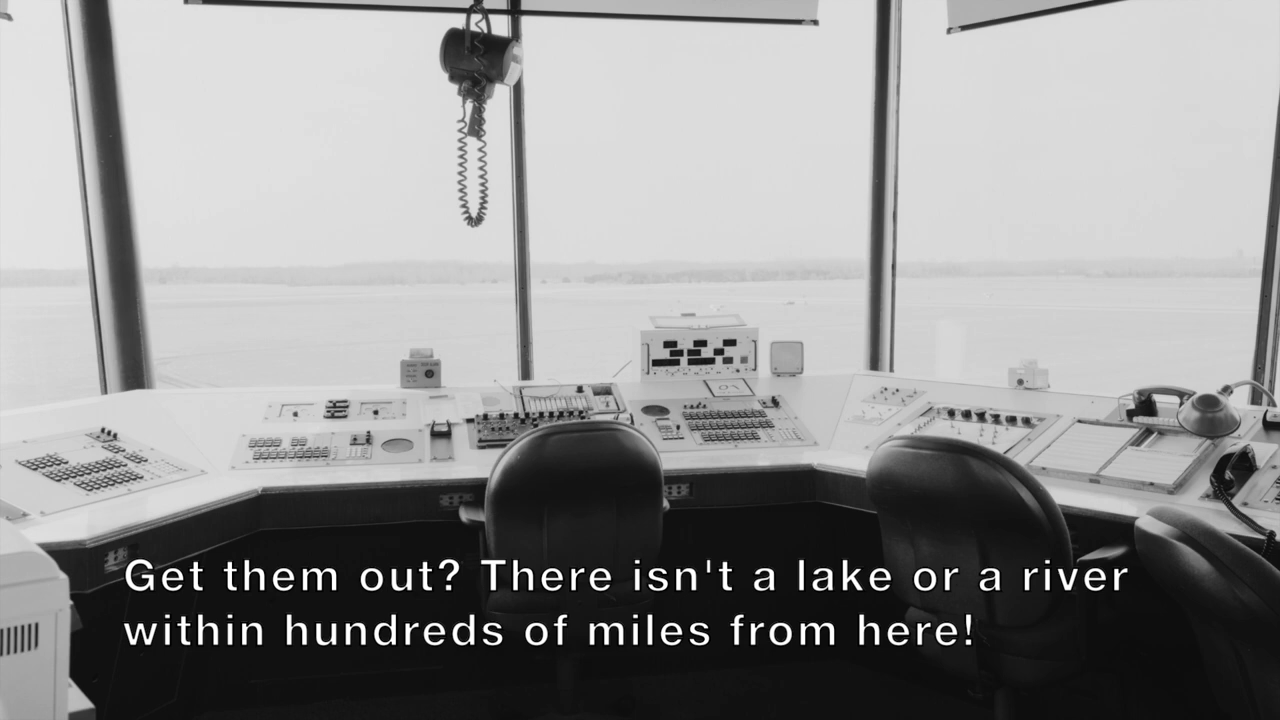 Get them out? There isn't a lake or a river
within hundreds of miles from here!